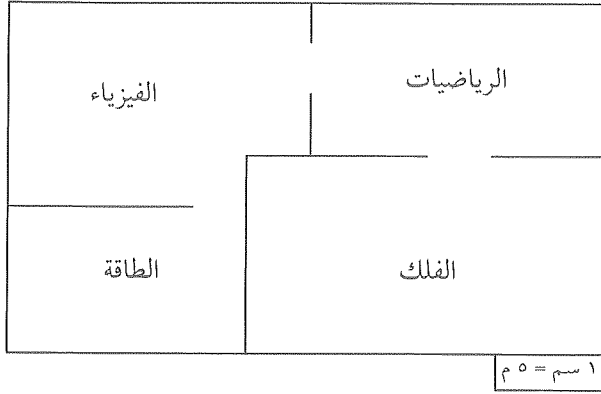 الرياضيات
الفيزياء
الفلك
الطاقة
١ سم = ٥ م